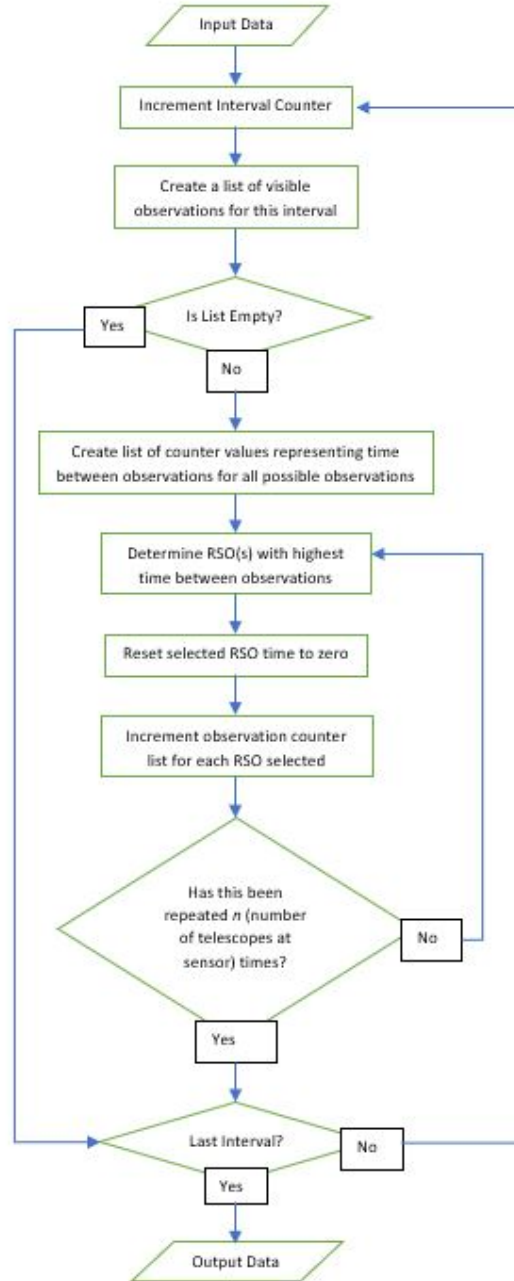 Input Data
Increment Interval Counter
Create a list of visible
observations for this interval
Is List Empty?
Yes
No
Create list of counter values representing time
between observations for all possible observations
Determine RSO(s) with highest
time between observations
Reset selected RSO time to zero
Increment observation counter
list for each RSO selected
Has this been
repeated n (number
of telescopes at
sensor) times?
No
Yes
Last Interval?
No
Yes
Output Data